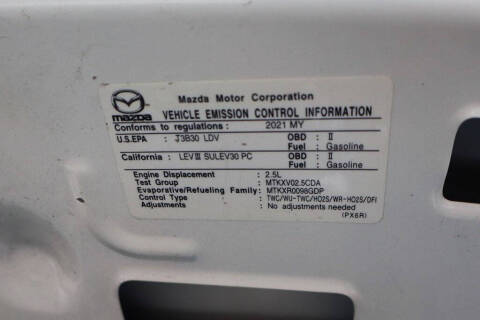 Mazda Motor Corporation
mazda
VEHICLE EMISSION CONTROL INFORMATION
Conforms to regulations: 2021 MY
U.S.EPA : T3B30 LDV OBD : II
Fuel : Gasoline
California : LEVⅢ SULEV30 PC OBD : II
Fuel : Gasoline
Engine Displacement : 2.5L
Test Group : MTKXV02.5CDA
Evaporative/Refueling Family: MTKXR0098GDP
Control Type : TWC/WU-TWC/HO2S/WR-HO2S/DFI
Adjustments : No adjustments needed
(PX6R)